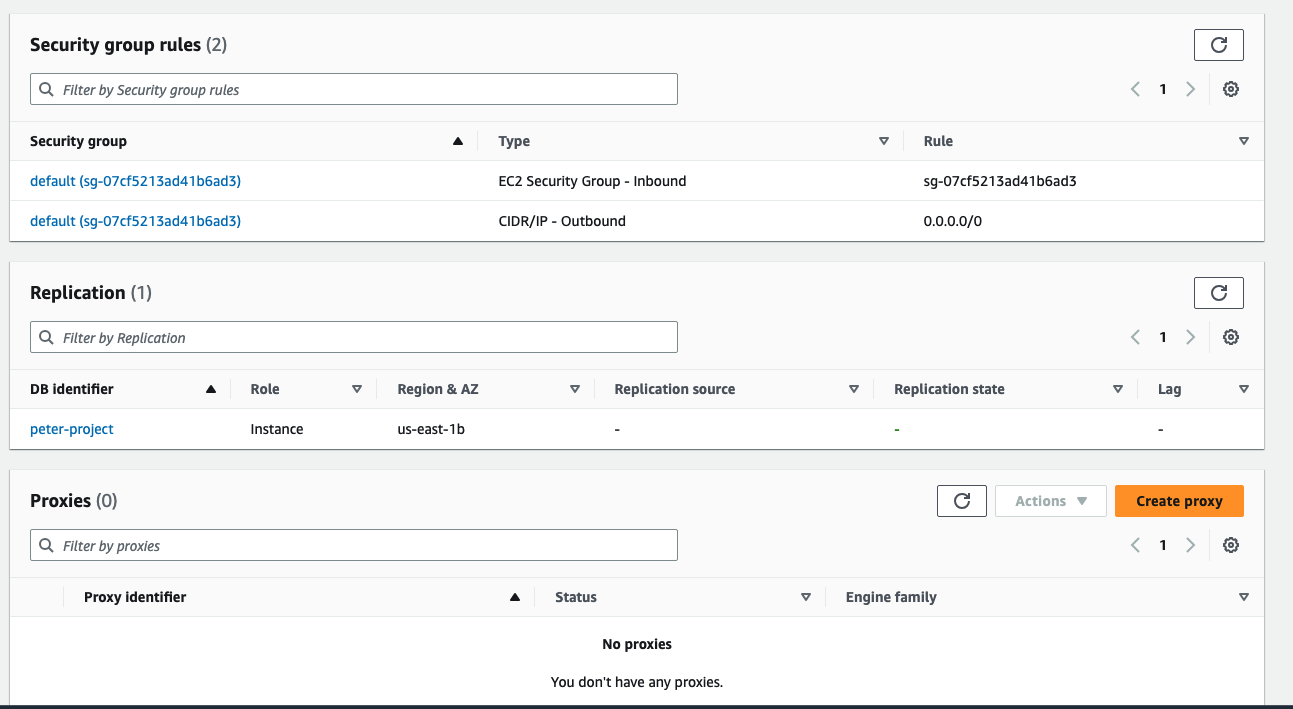 Security group rules (2)
Filter by Security group rules
1
Security group Type Rule
default (sg-07cf5213ad41b6ad3) EC2 Security Group - Inbound sg-07cf5213ad41b6ad3
default (sg-07cf5213ad41b6ad3) CIDR/IP - Outbound 0.0.0.0/0
Replication (1)
Filter by Replication
1
DB identifier Role Region & AZ Replication source Replication state Lag
peter-project Instance us-east-1b - - -
Proxies (0)
Actions Create proxy
Filter by proxies
1
Proxy identifier Status Engine family
No proxies
You don't have any proxies.